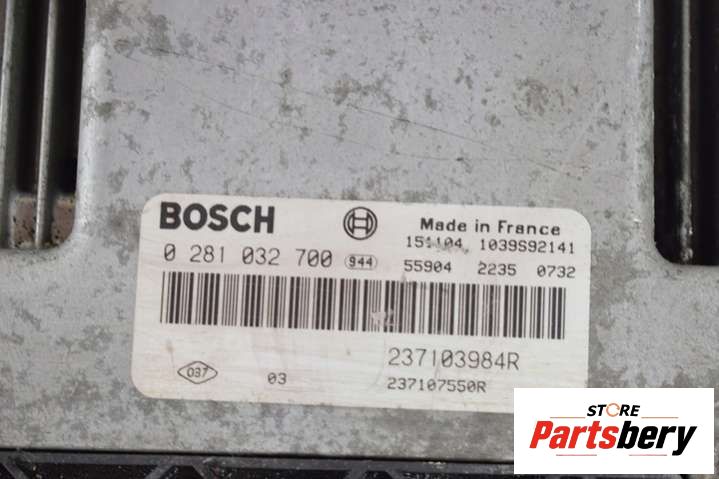 BOSCH
Made in France
151104 1039S92141
0 281 032 700 944 55904 2235 0732
237103984R
037 03 237107550R
STORE
Partsbery